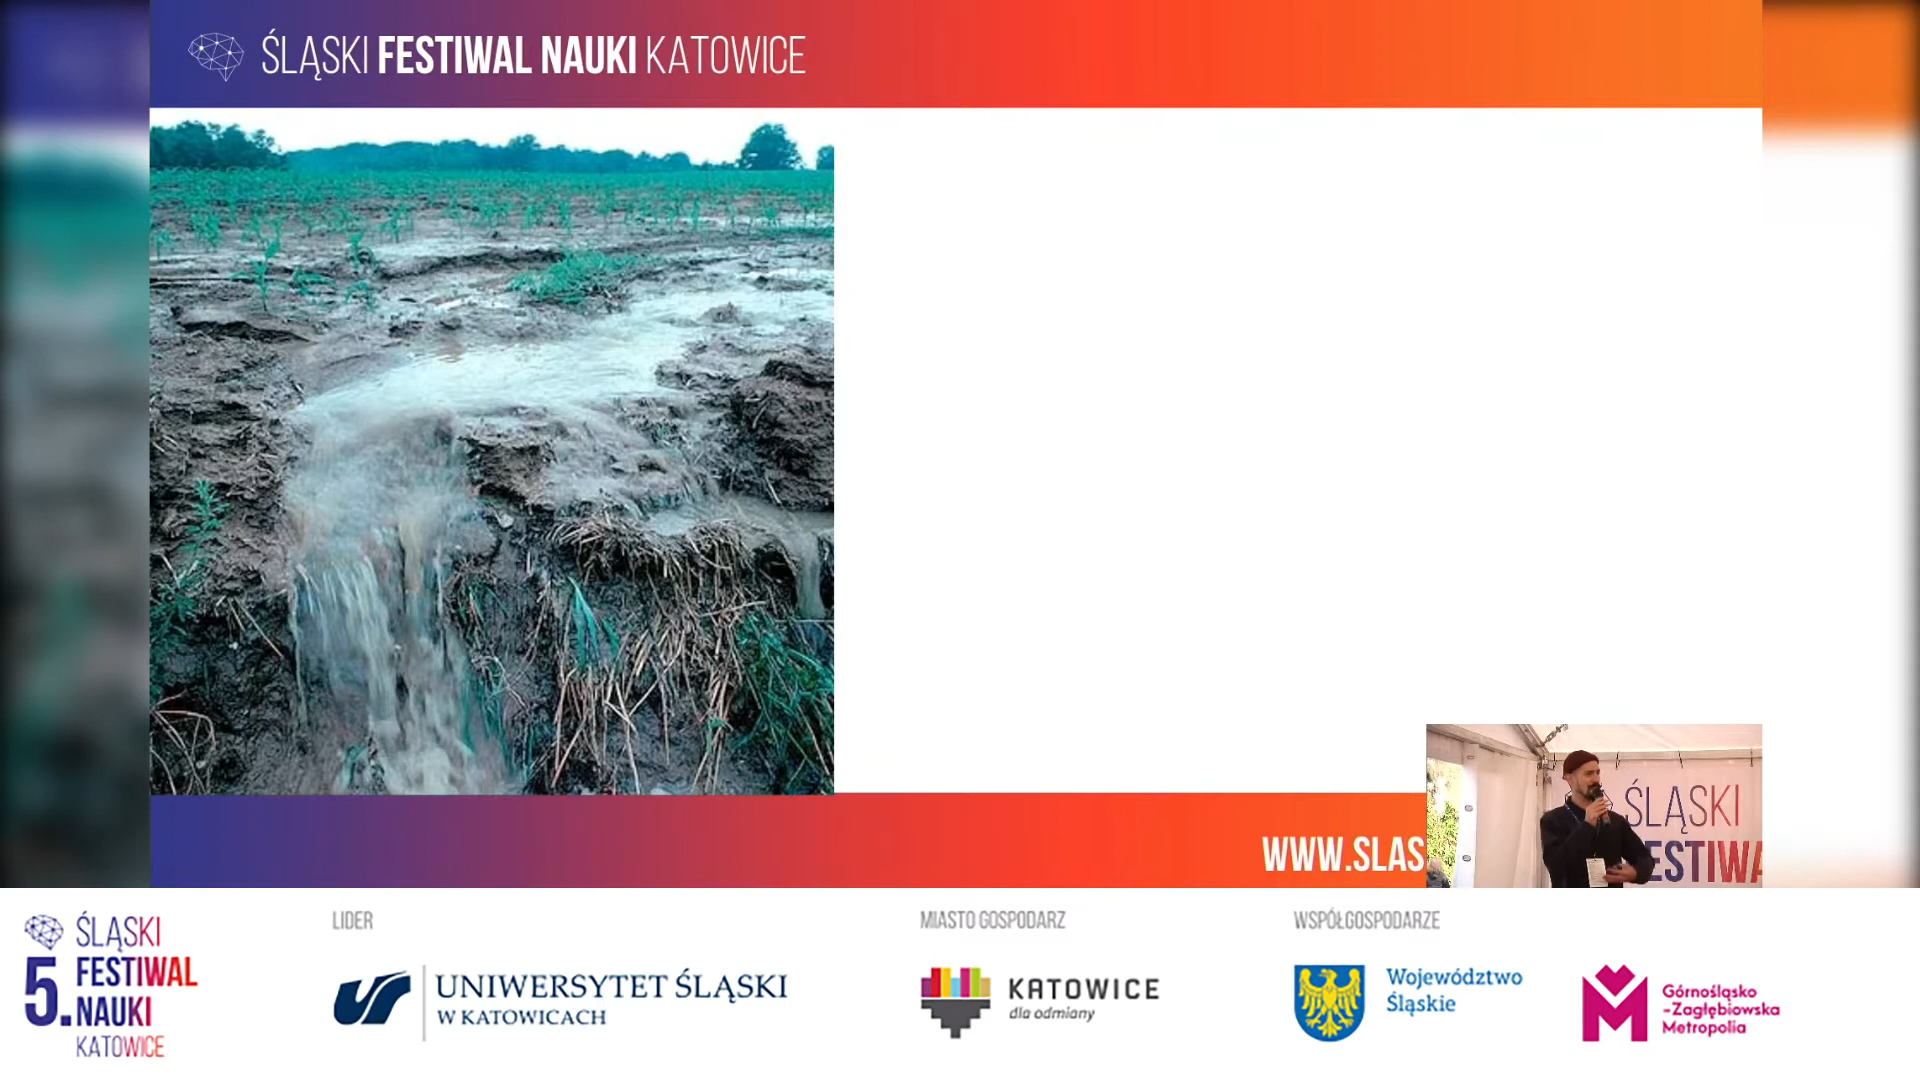 ŚLĄSKI FESTIWAL NAUKI KATOWICE
WWW.SLAS
ŚLĄSKI
ESTIWA
5. ŚLĄSKI
FESTIWAL
NAUKI
KATOWICE
LIDER
UNIWERSYTET ŚLĄSKI
W KATOWICACH
MIASTO GOSPODARZ
KATOWICE
dla odmiany
WSPÓŁGOSPODARZE
Województwo
Śląskie
Górnośląsko
-Zagłębiowska
Metropolia